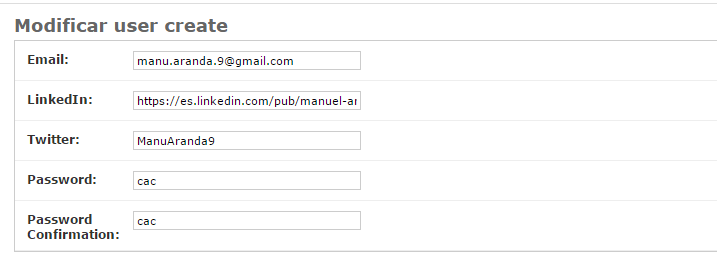 Modificar user create
Email: manu.aranda.9@gmail.com
LinkedIn: https://es.linkedin.com/pub/manuel-ar
Twitter: ManuAranda9
Password: cac
Password
Confirmation: cac